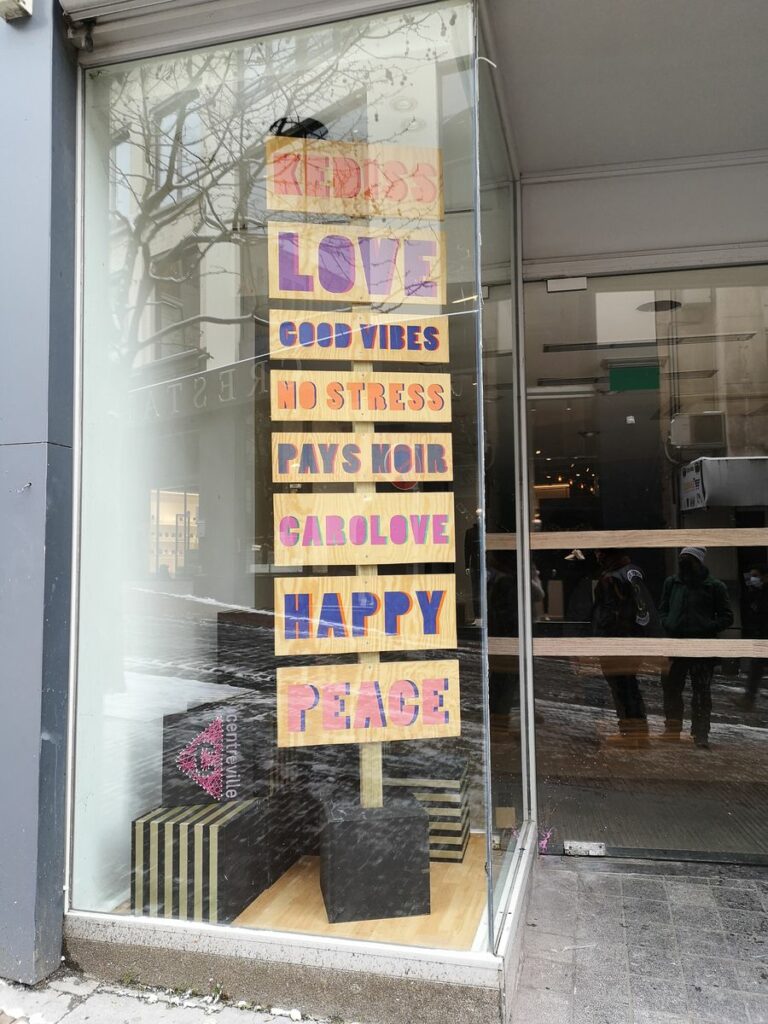 KEDISS
LOVE
GOOD VIBES
NO STRESS
PAYS NOIR
CAROLOVE
HAPPY
PEACE
centreville